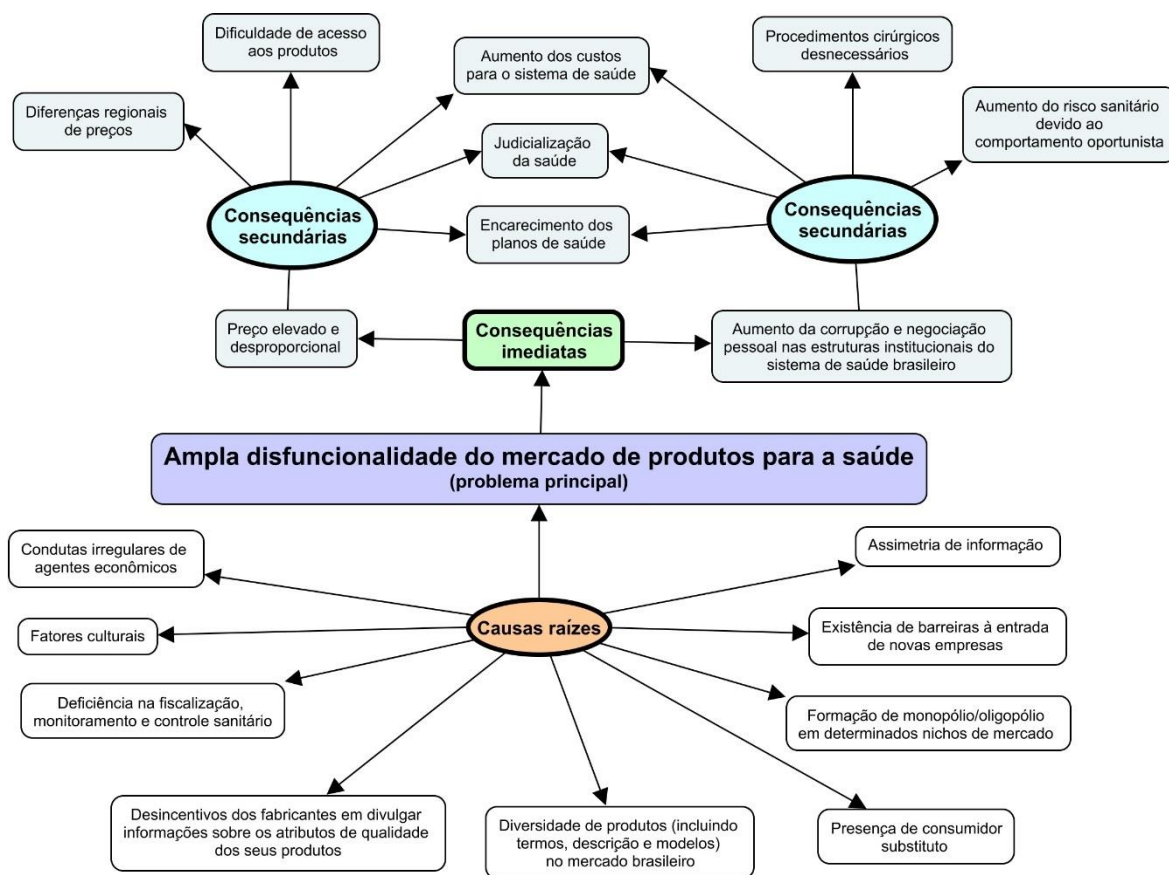 Dificuldade de acesso
aos produtos
Aumento dos custos
para o sistema de saúde
Procedimentos cirúrgicos
desnecessários
Diferenças regionais
de preços
Judicialização
da saúde
Aumento do risco sanitário
devido ao
comportamento oportunista
Consequências
secundárias
Encarecimento dos
planos de saúde
Consequências
secundárias
Preço elevado e
desproporcional
Consequências
imediatas
Aumento da corrupção e negociação
pessoal nas estruturas institucionais do
sistema de saúde brasileiro
Ampla disfuncionalidade do mercado de produtos para a saúde
(problema principal)
Condutas irregulares de
agentes econômicos
Assimetria de informação
Fatores culturais
Causas raízes
Existência de barreiras à entrada
de novas empresas
Deficiência na fiscalização,
monitoramento e controle sanitário
Formação de monopólio/oligopólio
em determinados nichos de mercado
Desincentivos dos fabricantes em divulgar
informações sobre os atributos de qualidade
dos seus produtos
Diversidade de produtos (incluindo
termos, descrição e modelos)
no mercado brasileiro
Presença de consumidor
substituto